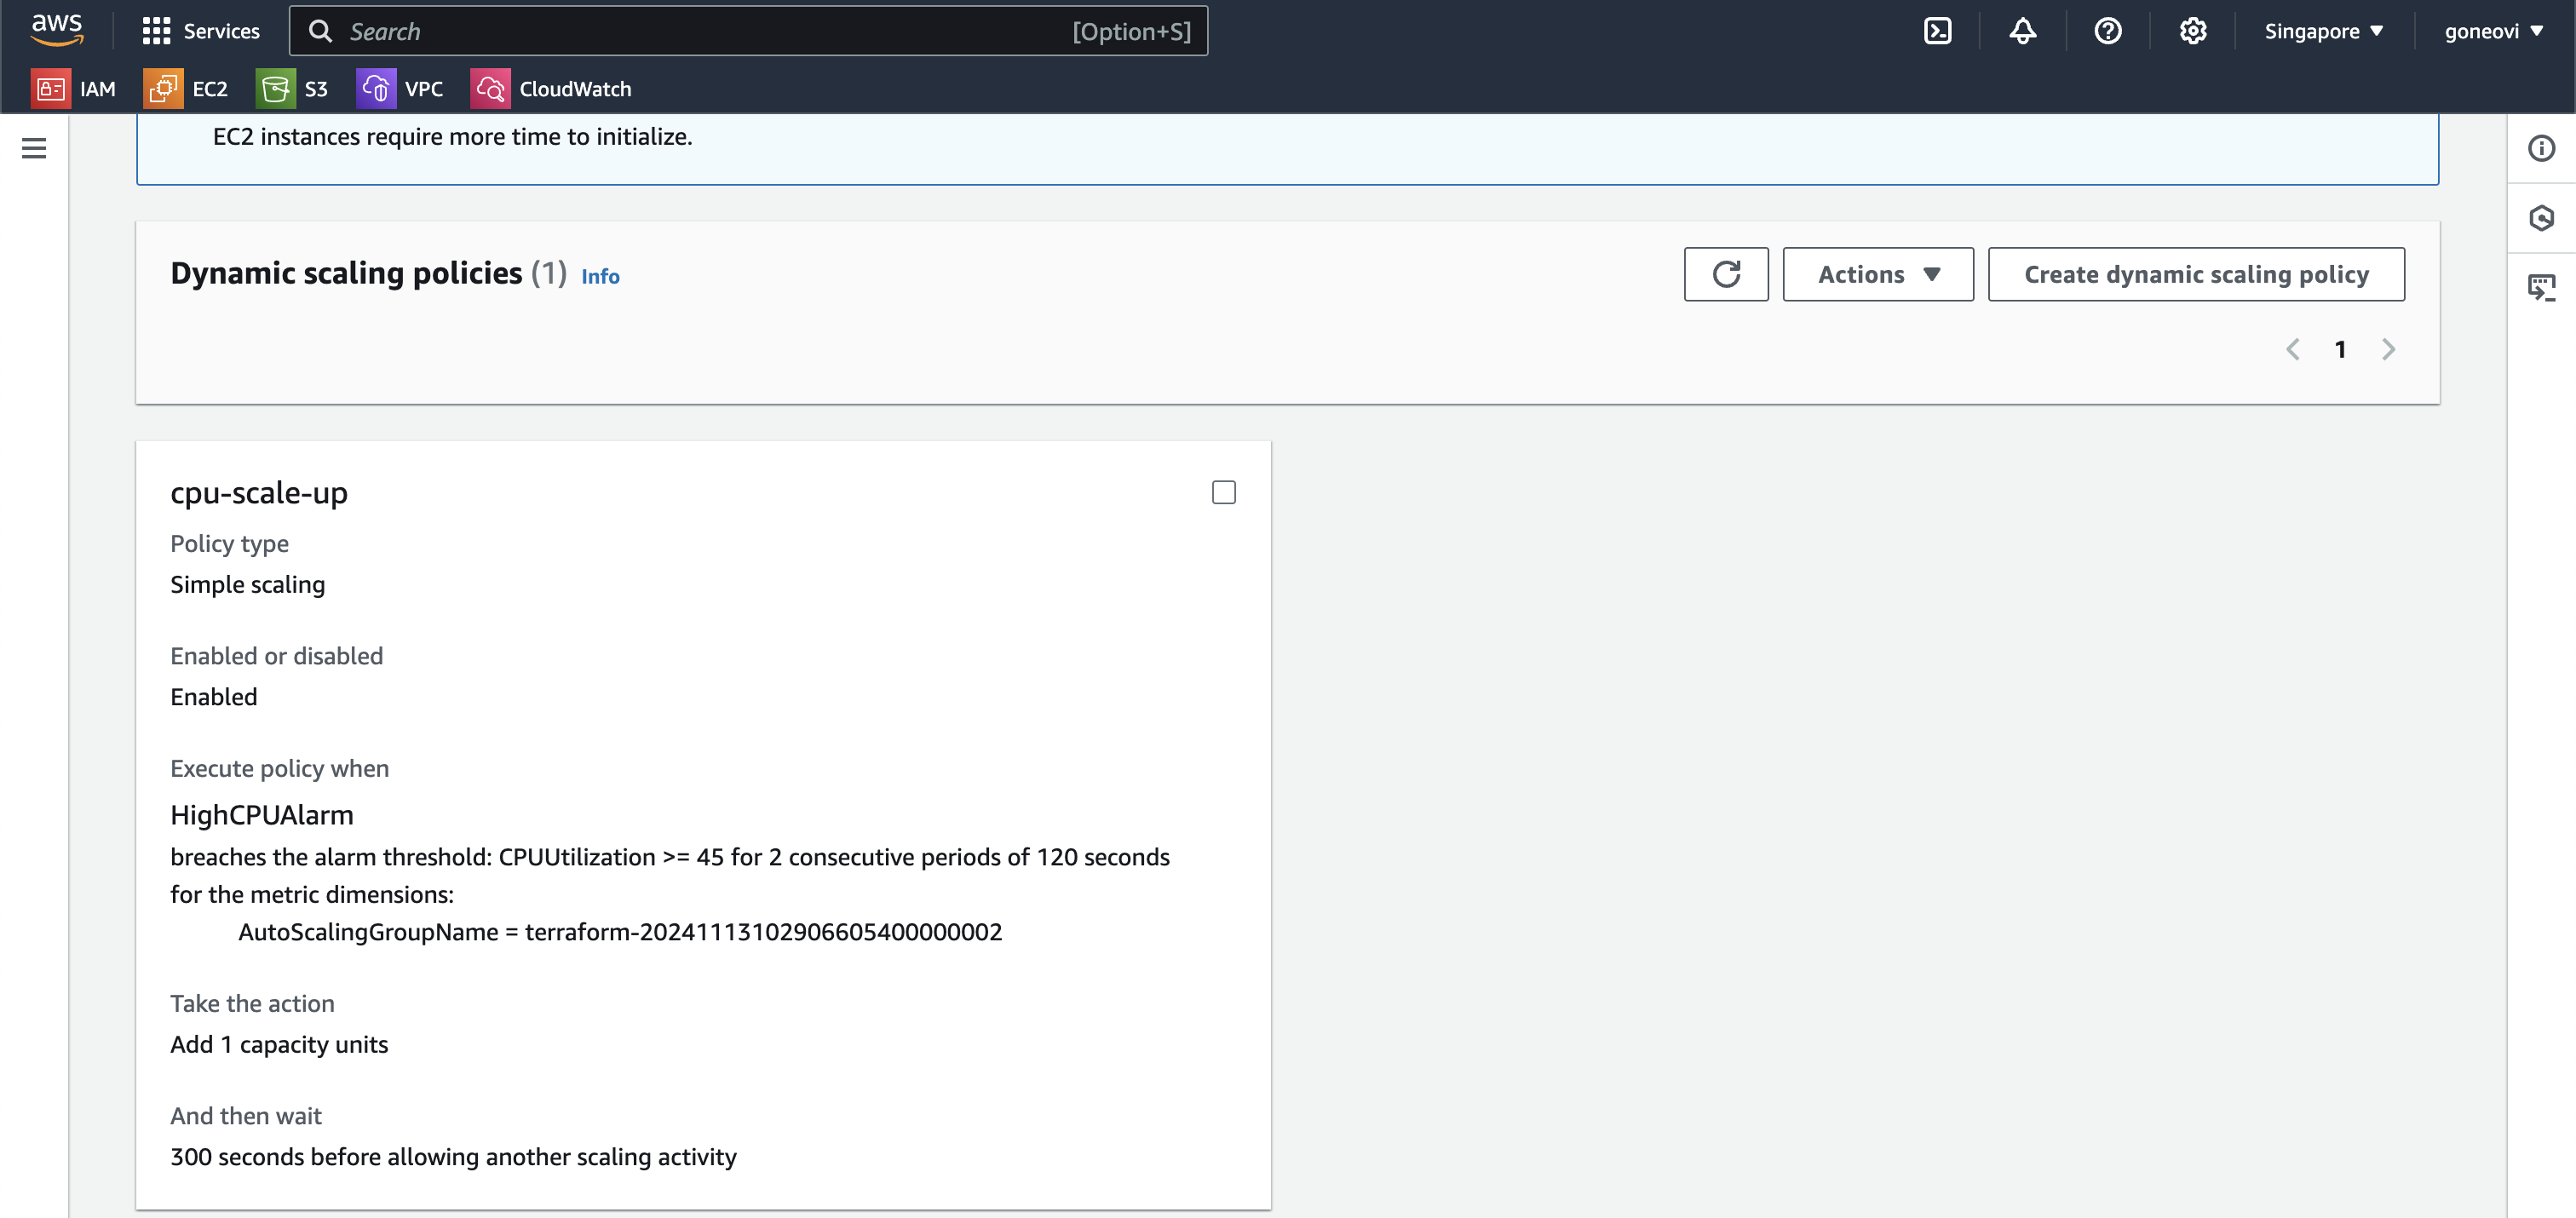 aws
Services
Search
[Option+S]
Singapore
goneovi
IAM
EC2
S3
VPC
CloudWatch
EC2 instances require more time to initialize.
Dynamic scaling policies (1) Info
Actions
Create dynamic scaling policy
1
cpu-scale-up
Policy type
Simple scaling
Enabled or disabled
Enabled
Execute policy when
HighCPUAlarm
breaches the alarm threshold: CPUUtilization >= 45 for 2 consecutive periods of 120 seconds
for the metric dimensions:
AutoScalingGroupName = terraform-20241113102906605400000002
Take the action
Add 1 capacity units
And then wait
300 seconds before allowing another scaling activity